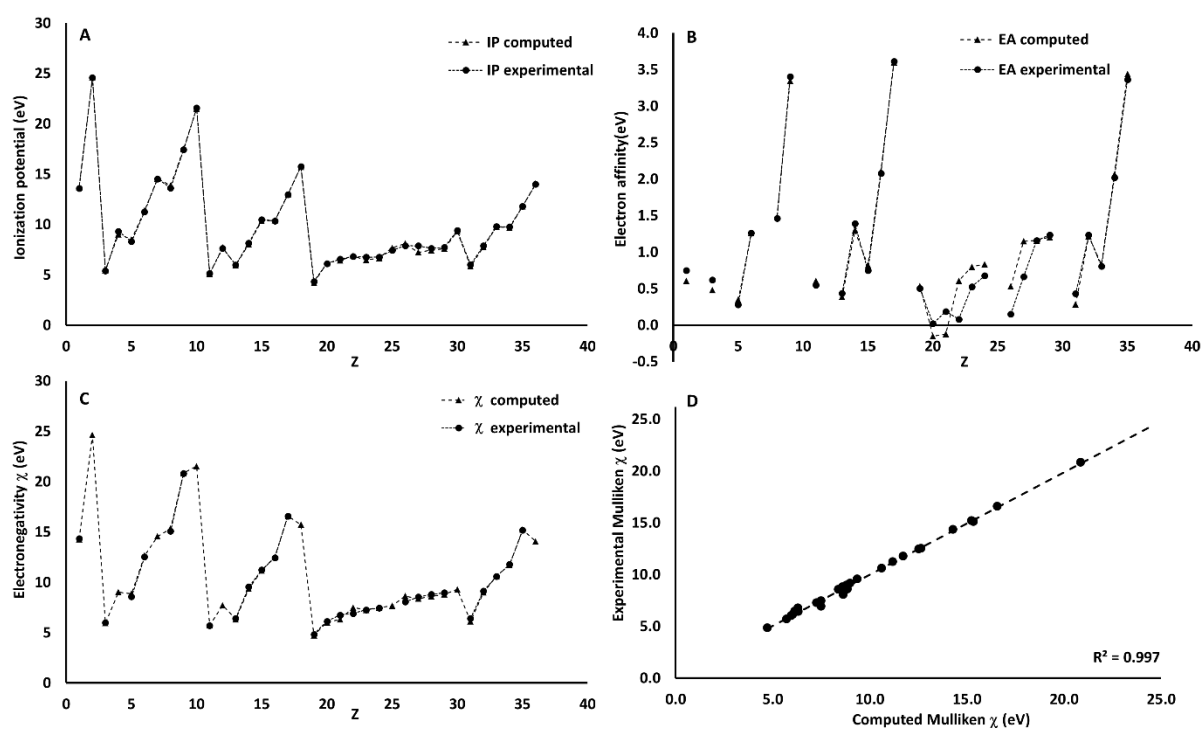 A
IP computed
IP experimental
Ionization potential (eV)
30
25
20
15
10
5
0
0 5 10 15 20 25 30 35 40
Z
B
EA computed
EA experimental
Electron affinity(eV)
4.0
3.5
3.0
2.5
2.0
1.5
1.0
0.5
0.0
-0.5
0 5 10 15 20 25 30 35 40
Z
C
χ computed
χ experimental
Electronegativity χ (eV)
30
25
20
15
10
5
0
0 5 10 15 20 25 30 35 40
Z
D
Experimental Mulliken χ (eV)
25.0
20.0
15.0
10.0
5.0
0.0
R² = 0.997
0.0 5.0 10.0 15.0 20.0 25.0
Computed Mulliken χ (eV)